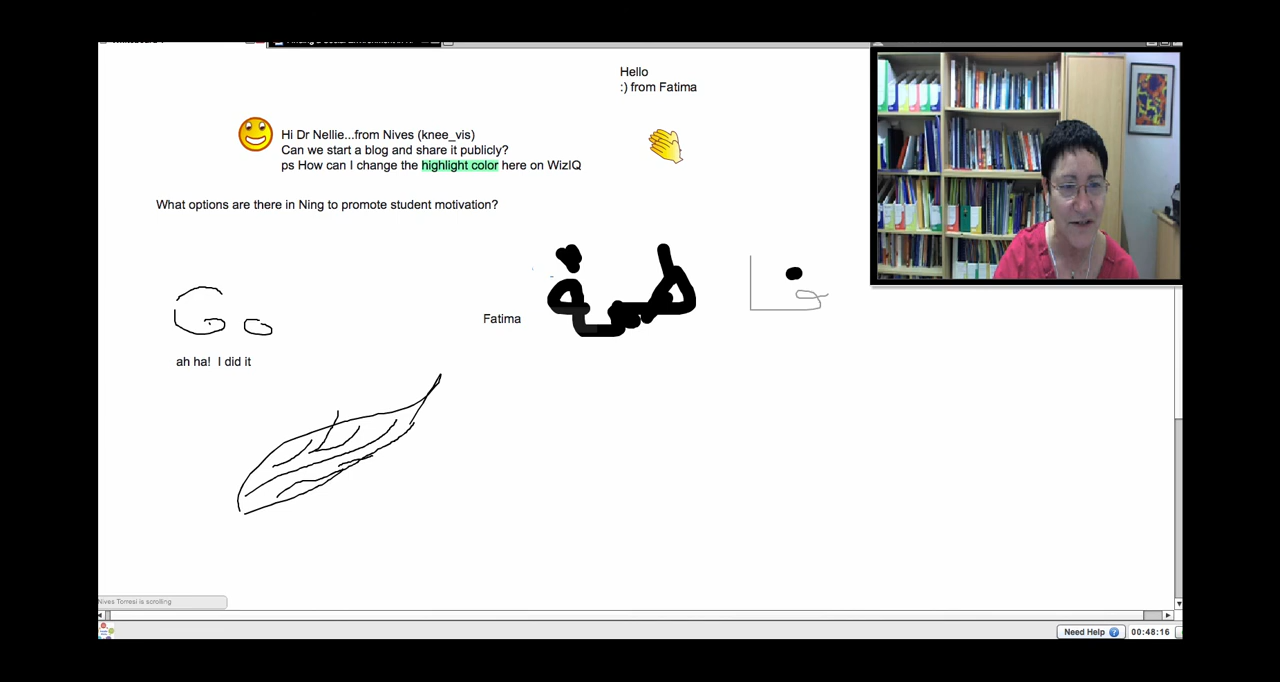 Hello
:) from Fatima
Hi Dr Nellie...from Nives (knee_vis)
Can we start a blog and share it publicly?
ps How can I change the highlight color here on WizIQ
What options are there in Ning to promote student motivation?
Go
Fatima
ah ha! I did it
Nives Torresi is scrolling
Need Help ? 00:48:16